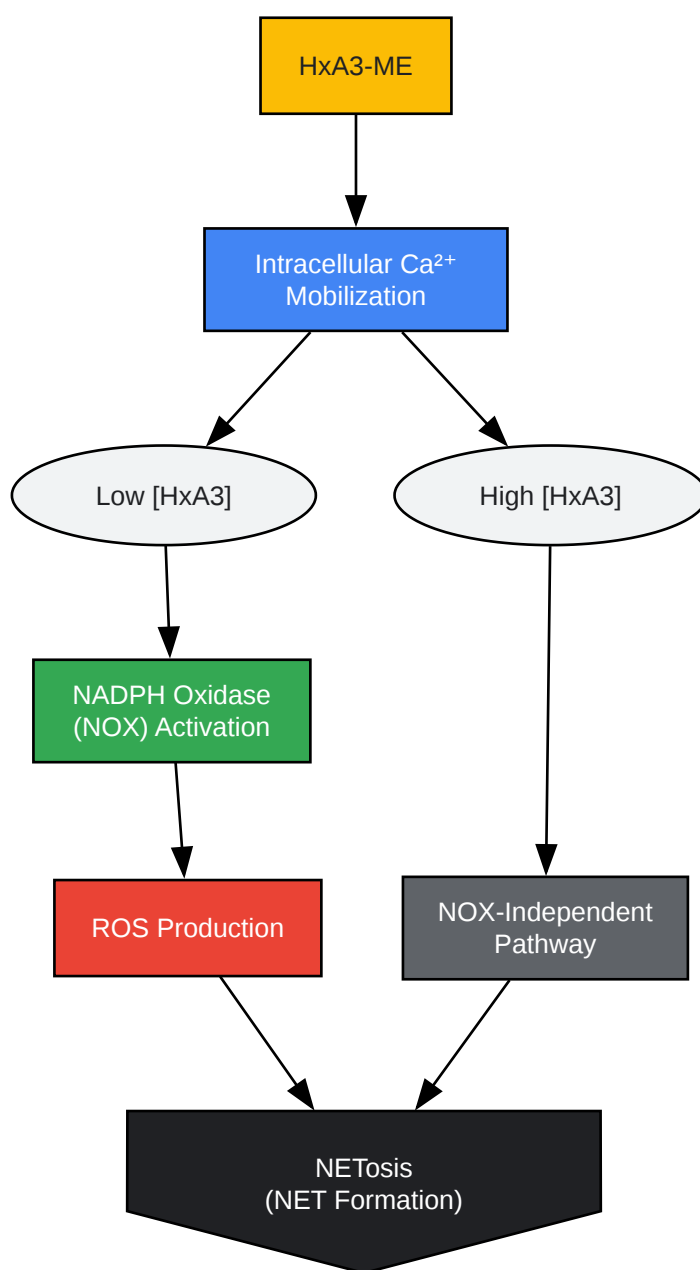 HxA3-ME
Intracellular Ca²⁺
Mobilization
Low [HxA3]
High [HxA3]
NADPH Oxidase
(NOX) Activation
ROS Production
NOX-Independent
Pathway
NETosis
(NET Formation)